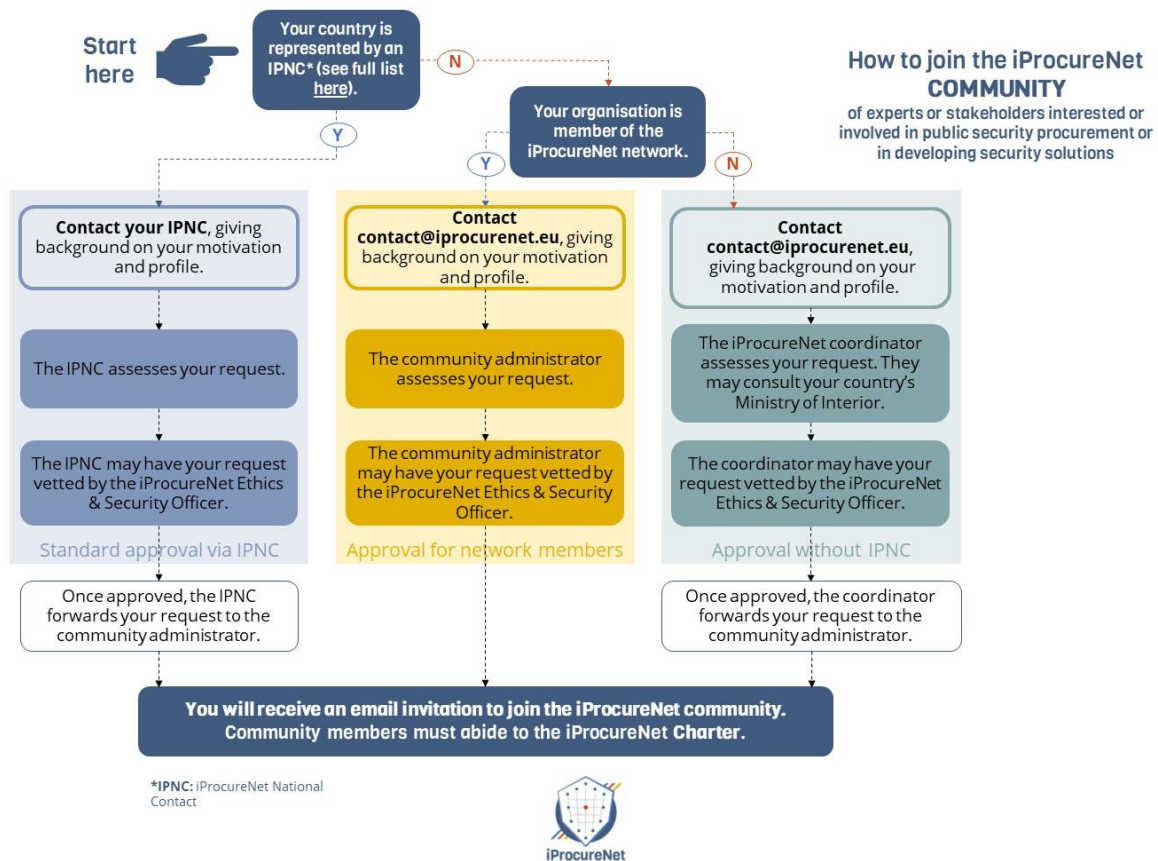 Start
here
Your country is
represented by an
IPNC* (see full list
here).
N
Y
Your organisation is
member of the
iProcureNet network.
Y
N
How to join the iProcureNet
COMMUNITY
of experts or stakeholders interested or
involved in public security procurement or
in developing security solutions
Contact your IPNC, giving
background on your motivation
and profile.
The IPNC assesses your request.
The IPNC may have your request
vetted by the iProcureNet Ethics
& Security Officer.
Standard approval via IPNC
Once approved, the IPNC
forwards your request to the
community administrator.
Contact
contact@iprocurenet.eu, giving
background on your motivation
and profile.
The community administrator
assesses your request.
The community administrator
may have your request vetted by
the iProcureNet Ethics & Security
Officer.
Approval for network members
Contact
contact@iprocurenet.eu,
giving background on your
motivation and profile.
The iProcureNet coordinator
assesses your request. They
may consult your country's
Ministry of Interior.
The coordinator may have your
request vetted by the iProcureNet
Ethics & Security Officer.
Approval without IPNC
Once approved, the coordinator
forwards your request to the
community administrator.
You will receive an email invitation to join the iProcureNet community.
Community members must abide to the iProcureNet Charter.
*IPNC: iProcureNet National
Contact
iProcureNet